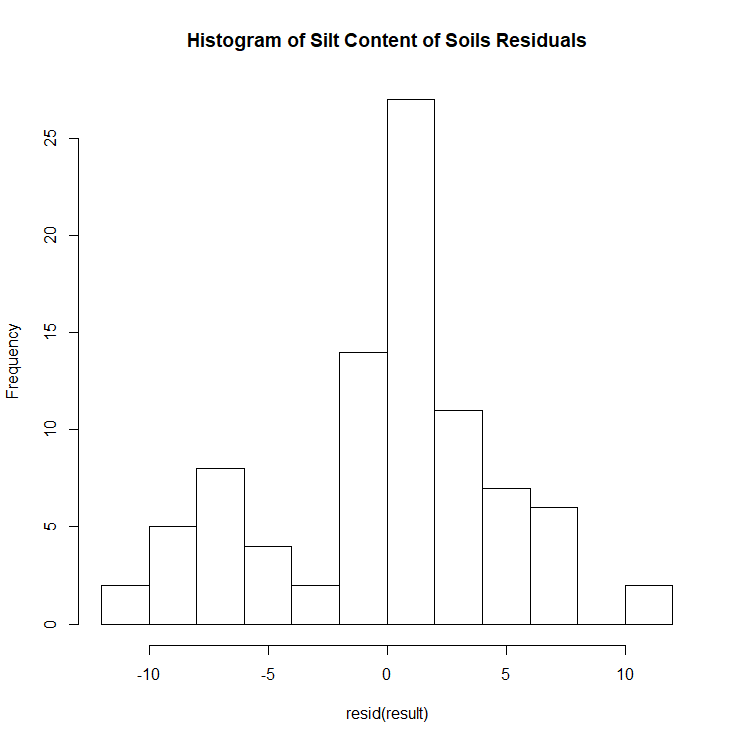 Histogram of Silt Content of Soils Residuals
25
20
15
10
5
0
Frequency
-10 -5 0 5 10
resid(result)